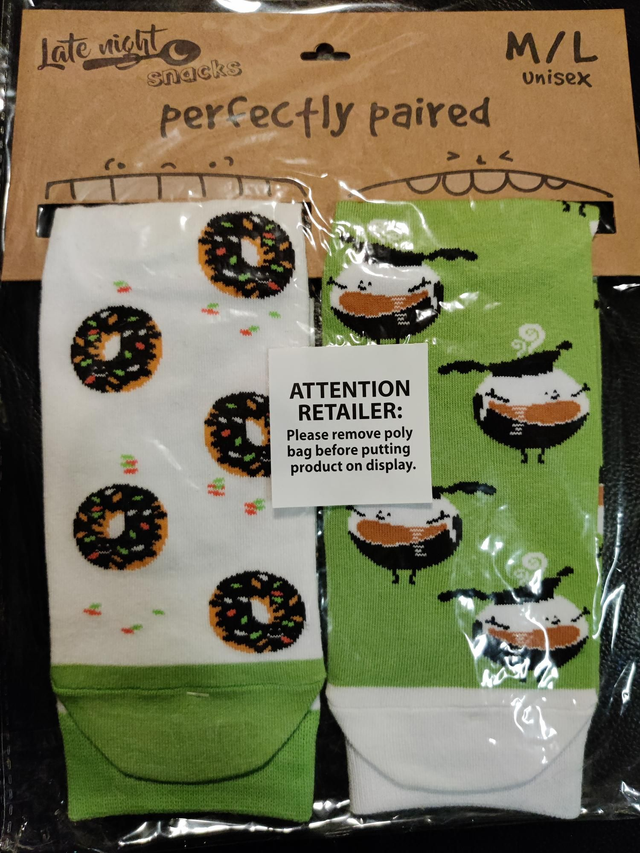 Late night
snacks
M/L
Unisex
perfectly paired
ATTENTION
RETAILER:
Please remove poly
bag before putting
product on display.